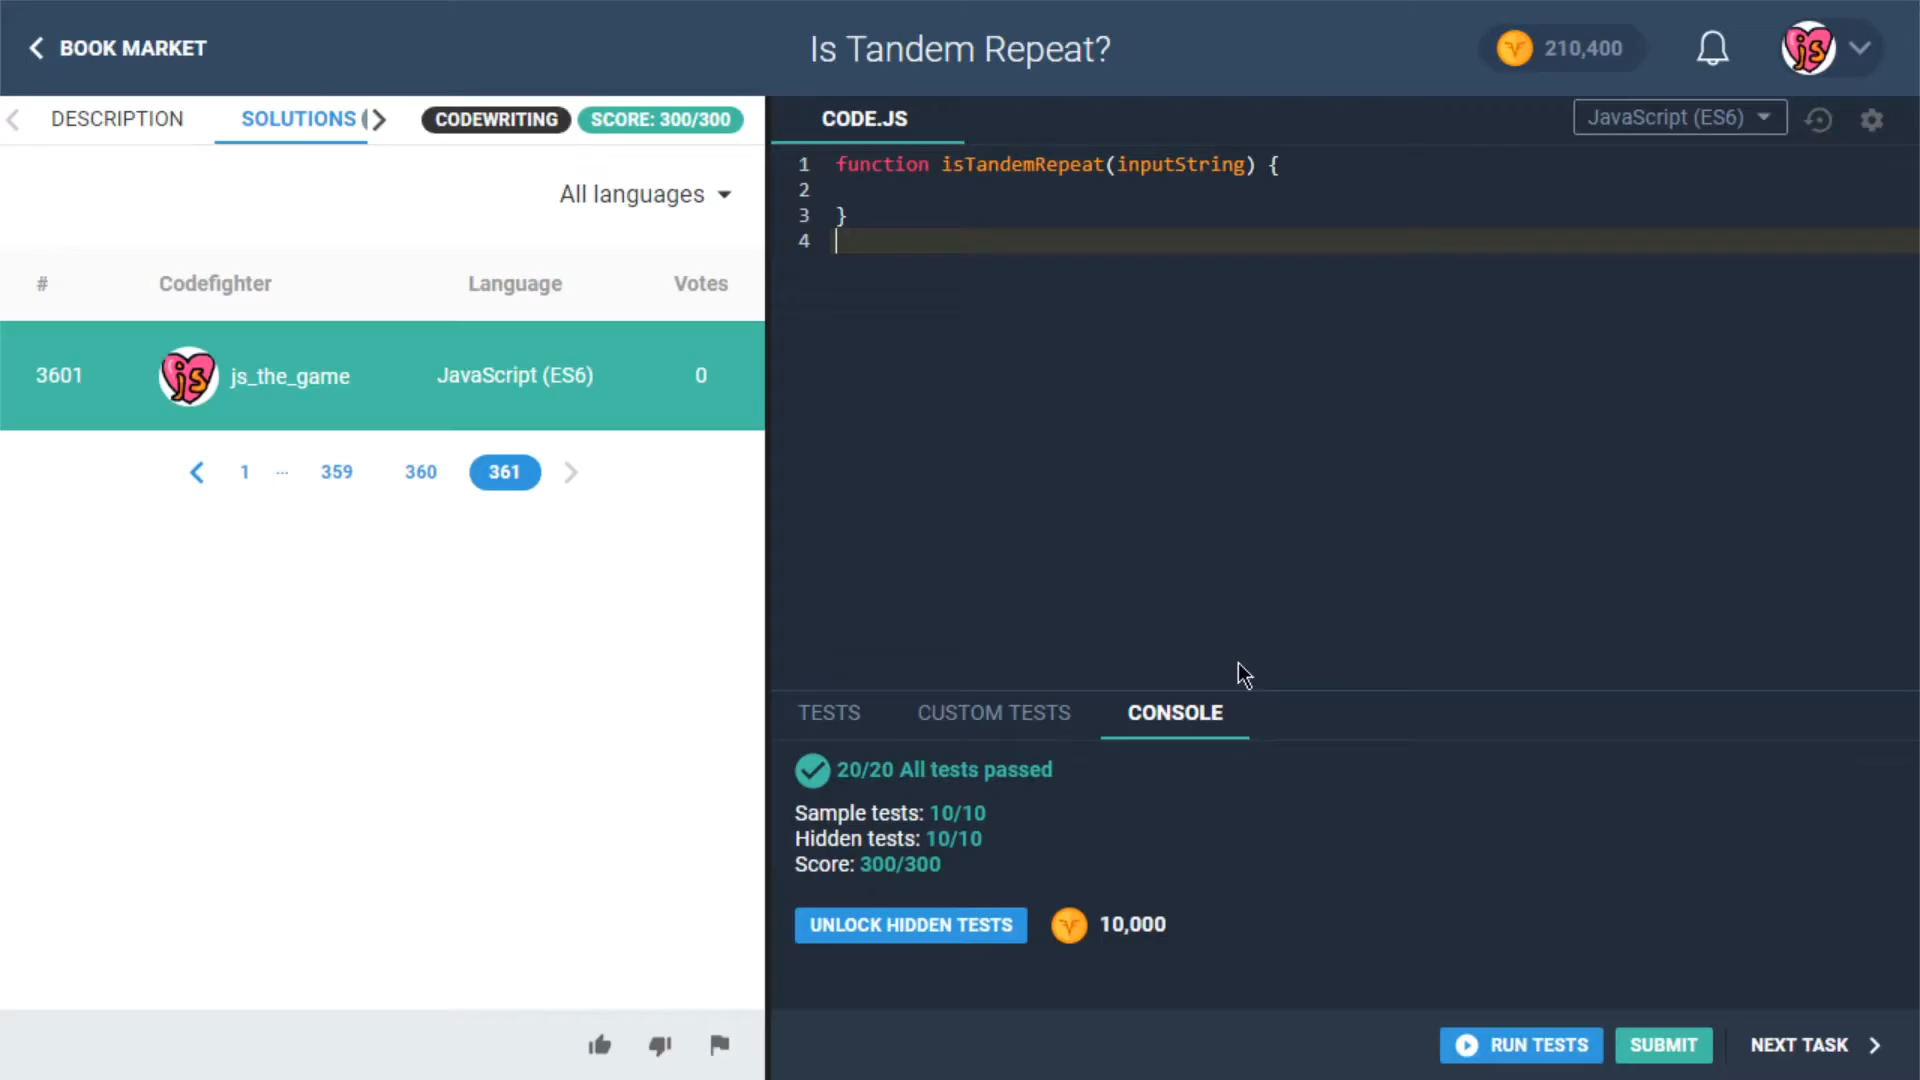 BOOK MARKET
Is Tandem Repeat?
210,400
js
DESCRIPTION
SOLUTIONS (
CODEWRITING
SCORE: 300/300
All languages
# Codefighter Language Votes
3601 js js_the_game JavaScript (ES6) 0
1 ... 359 360 361
CODE.JS
JavaScript (ES6)
1 function isTandemRepeat(inputString) {
2
3 }
4
TESTS CUSTOM TESTS CONSOLE
20/20 All tests passed
Sample tests: 10/10
Hidden tests: 10/10
Score: 300/300
UNLOCK HIDDEN TESTS 10,000
RUN TESTS SUBMIT NEXT TASK